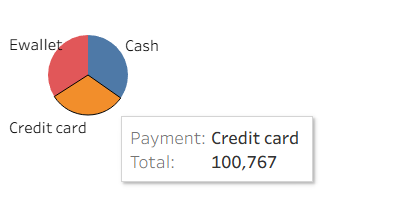 Ewallet
Cash
Credit card
Payment: Credit card
Total: 100,767